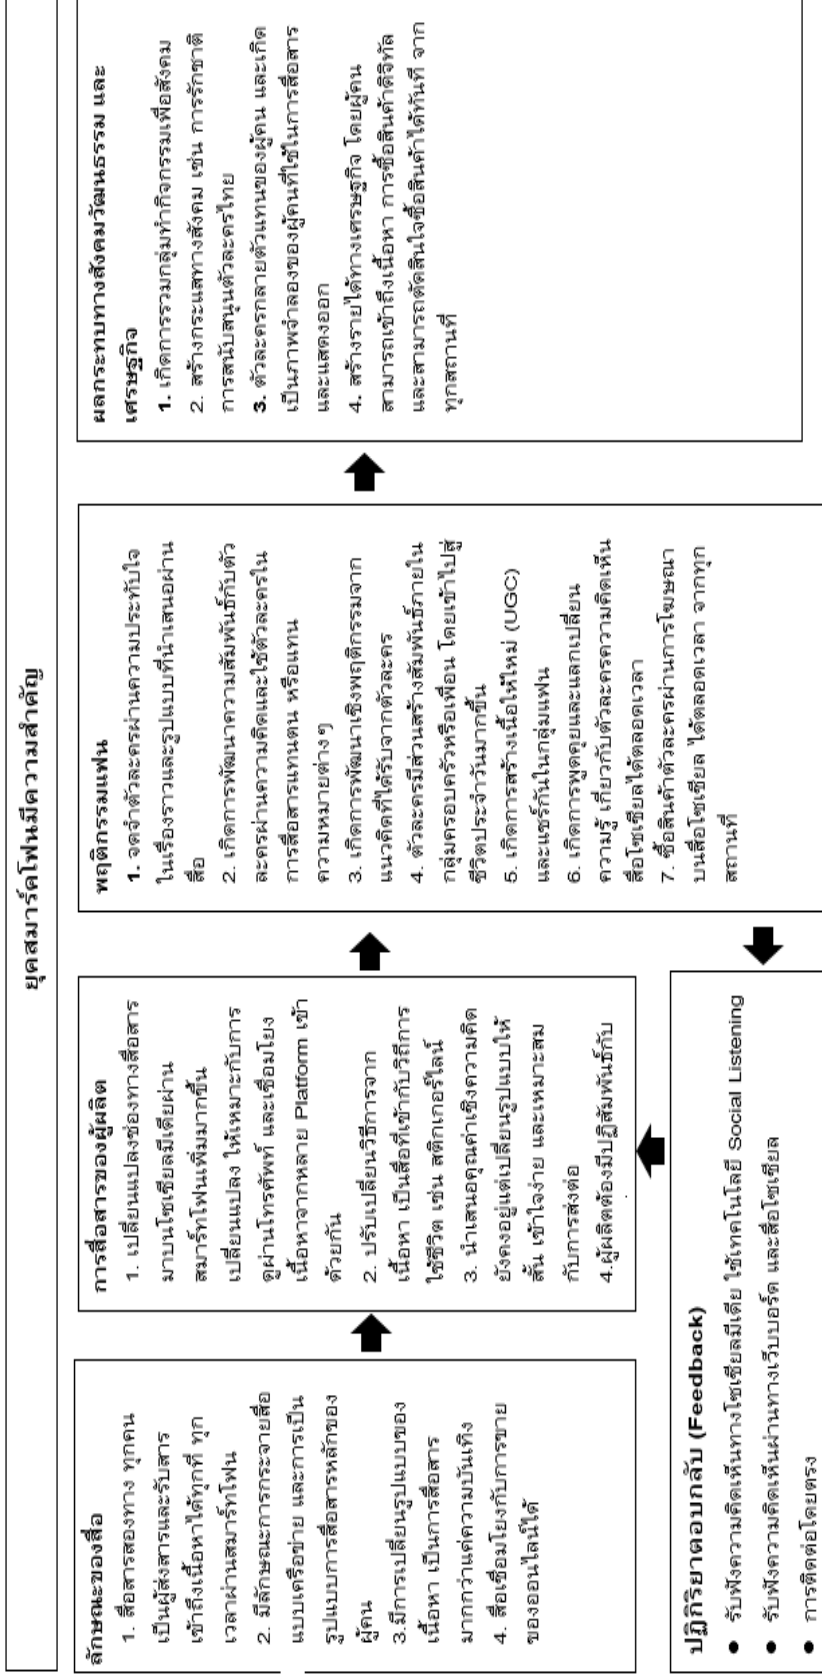 ยุคสมาร์คโฟนมีความสำคัญ
ลักษณะของสื่อ
1. สื่อสารสองทาง ทุกคน
เป็นผู้ส่งสารและรับสาร
เข้าถึงเนื้อหาได้ทุกที่ ทุก
เวลาผ่านสมาร์ทโฟน
2. มีลักษณะการกระจายสื่อ
แบบเครือข่าย และการเป็น
รูปแบบการสื่อสารหลักของ
ผู้คน
3.มีการเปลี่ยนรูปแบบของ
เนื้อหา เป็นการสื่อสาร
มากกว่าแค่ความบันเทิง
4. สื่อเชื่อมโยงกับการขาย
ของออนไลน์ได้
การสื่อสารของผู้ผลิต
1. เปลี่ยนแปลงช่องทางสื่อสาร
มาบนโซเชียลมีเดียผ่าน
สมาร์ทโฟนเพิ่มมากขึ้น
เปลี่ยนแปลง ให้เหมาะกับการ
ดูผ่านโทรศัพท์ และเชื่อมโยง
เนื้อหาจากหลาย Platform เข้า
ด้วยกัน
2. ปรับเปลี่ยนวิธีการจาก
เนื้อหา เป็นสื่อที่เข้ากับวิถีการ
ใช้ชีวิต เช่น สติกเกอร์ไลน์
3. นำเสนอคุณค่าเชิงความคิด
ยังคงอยู่แต่เปลี่ยนรูปแบบให้
สั้น เข้าใจง่าย และเหมาะสม
กับการส่งต่อ
4.ผู้ผลิตต้องมีปฏิสัมพันธ์กับ
พฤติกรรมแฟน
1. จดจำตัวละครผ่านความประทับใจ
ในเรื่องราวและรูปแบบที่นำเสนอผ่าน
สื่อ
2. เกิดการพัฒนาความสัมพันธ์กับตัว
ละครผ่านความคิดและใช้ตัวละครใน
การสื่อสารแทนตน หรือแทน
ความหมายต่าง ๆ
3. เกิดการพัฒนาเชิงพฤติกรรมจาก
แนวคิดที่ได้รับจากตัวละคร
4. ตัวละครมีส่วนสร้างสัมพันธ์ภายใน
กลุ่มครอบครัวหรือเพื่อน โดยเข้าไปสู่
ชีวิตประจำวันมากขึ้น
5. เกิดการสร้างเนื้อให้ใหม่ (UGC)
และแชร์กันในกลุ่มแฟน
6. เกิดการพูดคุยและแลกเปลี่ยน
ความรู้ เกี่ยวกับตัวละครความคิดเห็น
สื่อโซเชียลได้ตลอดเวลา
7. ซื้อสินค้าตัวละครผ่านการโฆษณา
บนสื่อโซเชียล ได้ตลอดเวลา จากทุก
สถานที่
ผลกระทบทางสังคมวัฒนธรรม และ
เศรษฐกิจ
1. เกิดการรวมกลุ่มทำกิจกรรมเพื่อสังคม
2. สร้างกระแสทางสังคม เช่น การรักชาติ
การสนับสนุนตัวละครไทย
3. ตัวละครกลายตัวแทนของผู้คน และเกิด
เป็นภาพจำลองของผู้คนที่ใช้ในการสื่อสาร
และแสดงออก
4. สร้างรายได้ทางเศรษฐกิจ โดยผู้คน
สามารถเข้าถึงเนื้อหา การซื้อสินค้าดิจิทัล
และสามารถตัดสินใจซื้อสินค้าได้ทันที จาก
ทุกสถานที่
ปฏิกิริยาตอบกลับ (Feedback)
● รับฟังความคิดเห็นทางโซเชียลมีเดีย ใช้เทคโนโลยี Social Listening
● รับฟังความคิดเห็นผ่านทางเว็บบอร์ด และสื่อโซเชียล
● การติดต่อโดยตรง